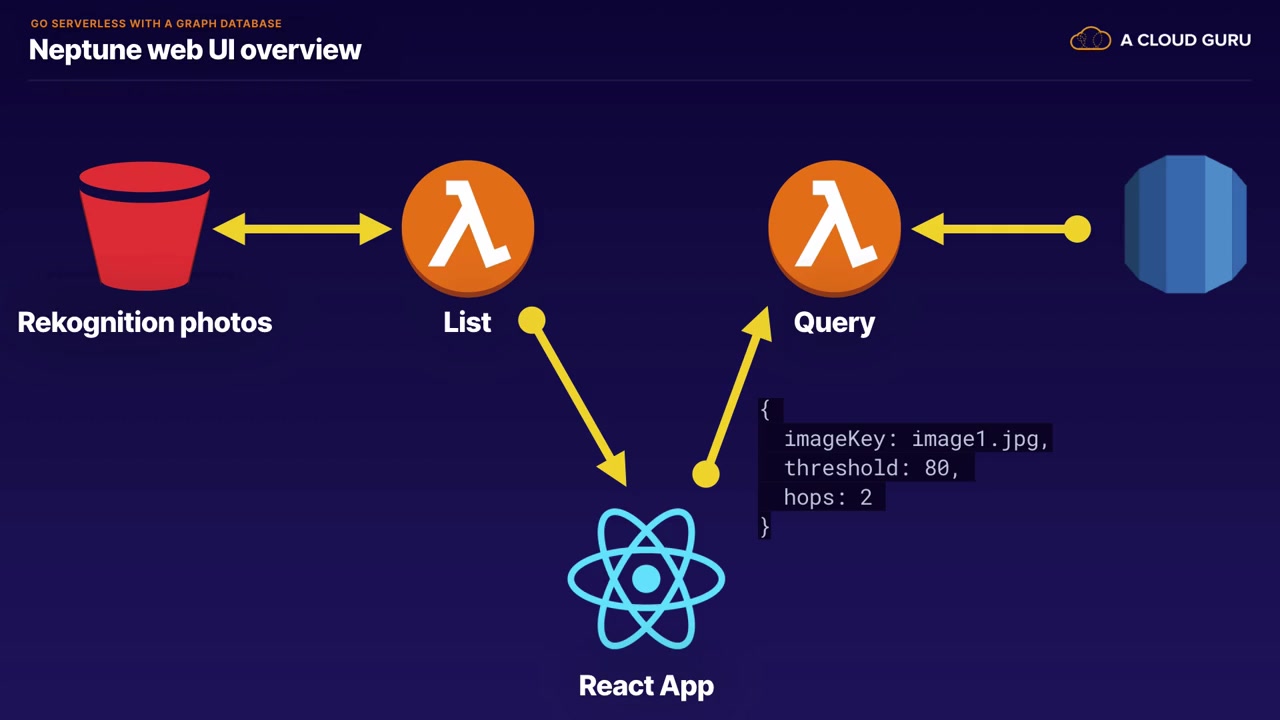 GO SERVERLESS WITH A GRAPH DATABASE
Neptune web UI overview
A CLOUD GURU
Rekognition photos
List
Query
{
imageKey: image1.jpg,
threshold: 80,
hops: 2
}
React App